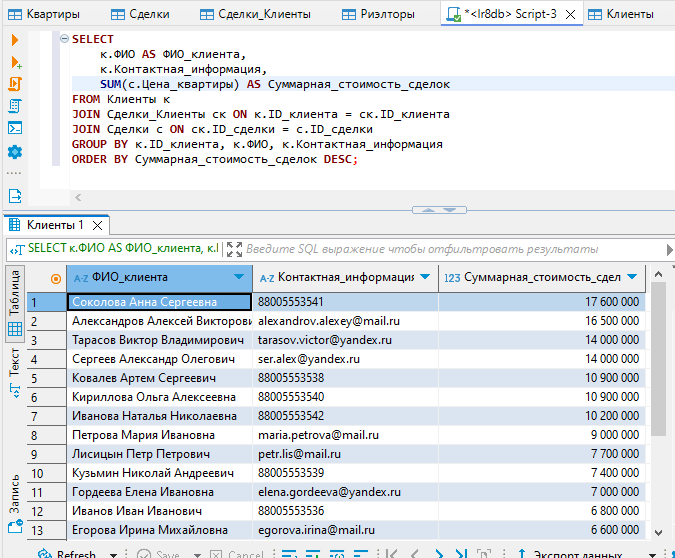 Квартиры Сделки Сделки_Клиенты Риэлторы *<lr8db> Script-3 Клиенты
SELECT
к.ФИО AS ФИО_клиента,
к.Контактная_информация,
SUM(с.Цена_квартиры) AS Суммарная_стоимость_сделок
FROM Клиенты к
JOIN Сделки_Клиенты ск ON к.ID_клиента = ск.ID_клиента
JOIN Сделки с ON ск.ID_сделки = с.ID_сделки
GROUP BY к.ID_клиента, к.ФИО, к.Контактная_информация
ORDER BY Суммарная_стоимость_сделок DESC;
Клиенты 1
SELECT к.ФИО AS ФИО_клиента, к.І Введите SQL выражение чтобы отфильтровать результаты
Таблица
Текст
Запись
A-Z ФИО_клиента A-Z Контактная_информация 123 Суммарная_стоимость_сдел
1 Соколова Анна Сергеевна 88005553541 17 600 000
2 Александров Алексей Викторови alexandrov.alexey@mail.ru 16 500 000
3 Тарасов Виктор Владимирович tarasov.victor@yandex.ru 14 000 000
4 Сергеев Александр Олегович ser.alex@yandex.ru 14 000 000
5 Ковалев Артем Сергеевич 88005553538 10 900 000
6 Кириллова Ольга Алексеевна 88005553540 10 900 000
7 Иванова Наталья Николаевна 88005553542 10 200 000
8 Петрова Мария Ивановна maria.petrova@mail.ru 9 000 000
9 Лисицын Петр Петрович petr.lis@mail.ru 7 700 000
10 Кузьмин Николай Андреевич 88005553539 7 400 000
11 Гордеева Елена Ивановна elena.gordeeva@yandex.ru 7 000 000
12 Иванов Иван Иванович 88005553536 6 800 000
13 Егорова Ирина Михайловна egorova.irina@mail.ru 6 600 000
Refresh Save Cancel Экспорт данных